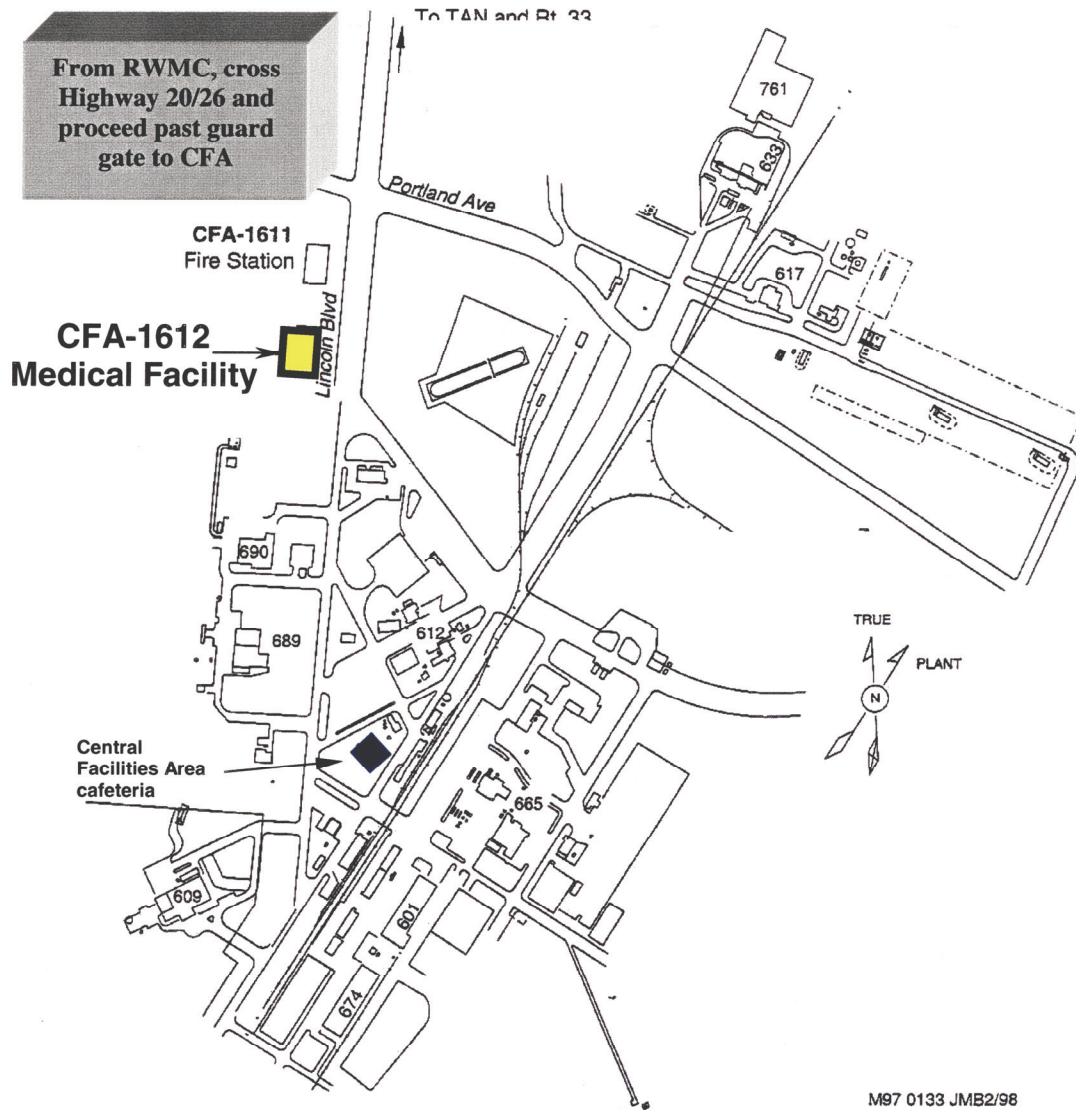 To TAN and Rt. 33
From RWMC, cross
Highway 20/26 and
proceed past guard
gate to CFA
761
633
Portland Ave
CFA-1611
Fire Station
617
Lincoln Blvd
CFA-1612
Medical Facility
690
612
689
TRUE
PLANT
N
Central
Facilities Area
cafeteria
665
609
601
674
M97 0133 JMB2/98